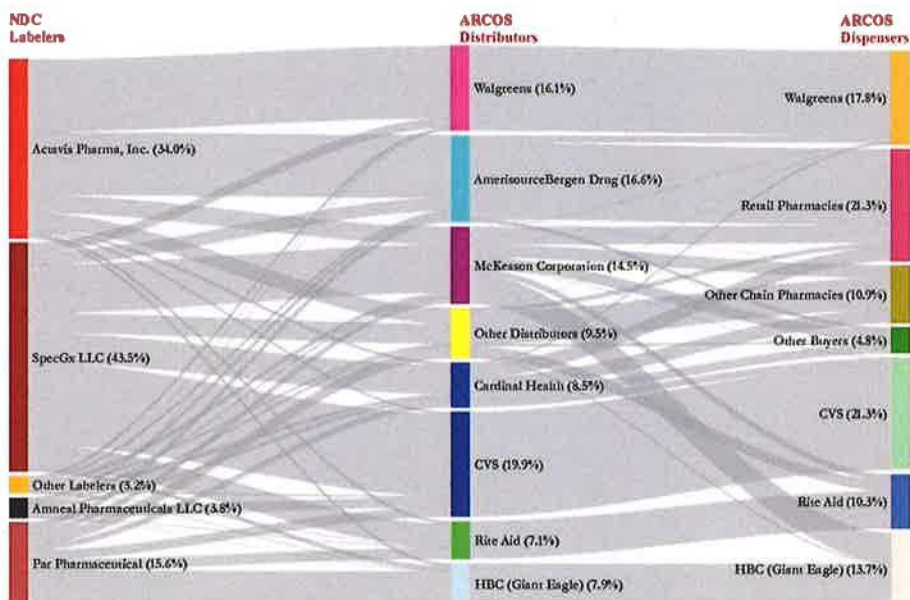 NDC
Labelers
ARCOS
Distributors
ARCOS
Dispensers
Actavis Pharma, Inc. (34.0%)
SpecGx LLC (43.5%)
Other Labelers (3.2%)
Amneal Pharmaceuticals LLC (3.8%)
Par Pharmaceutical (15.6%)
Walgreens (16.1%)
AmerisourceBergen Drug (16.6%)
McKesson Corporation (14.5%)
Other Distributors (9.5%)
Cardinal Health (8.5%)
CVS (19.9%)
Rite Aid (7.1%)
HBC (Giant Eagle) (7.9%)
Walgreens (17.8%)
Retail Pharmacies (21.3%)
Other Chain Pharmacies (10.9%)
Other Buyers (4.8%)
CVS (21.3%)
Rite Aid (10.3%)
HBC (Giant Eagle) (13.7%)